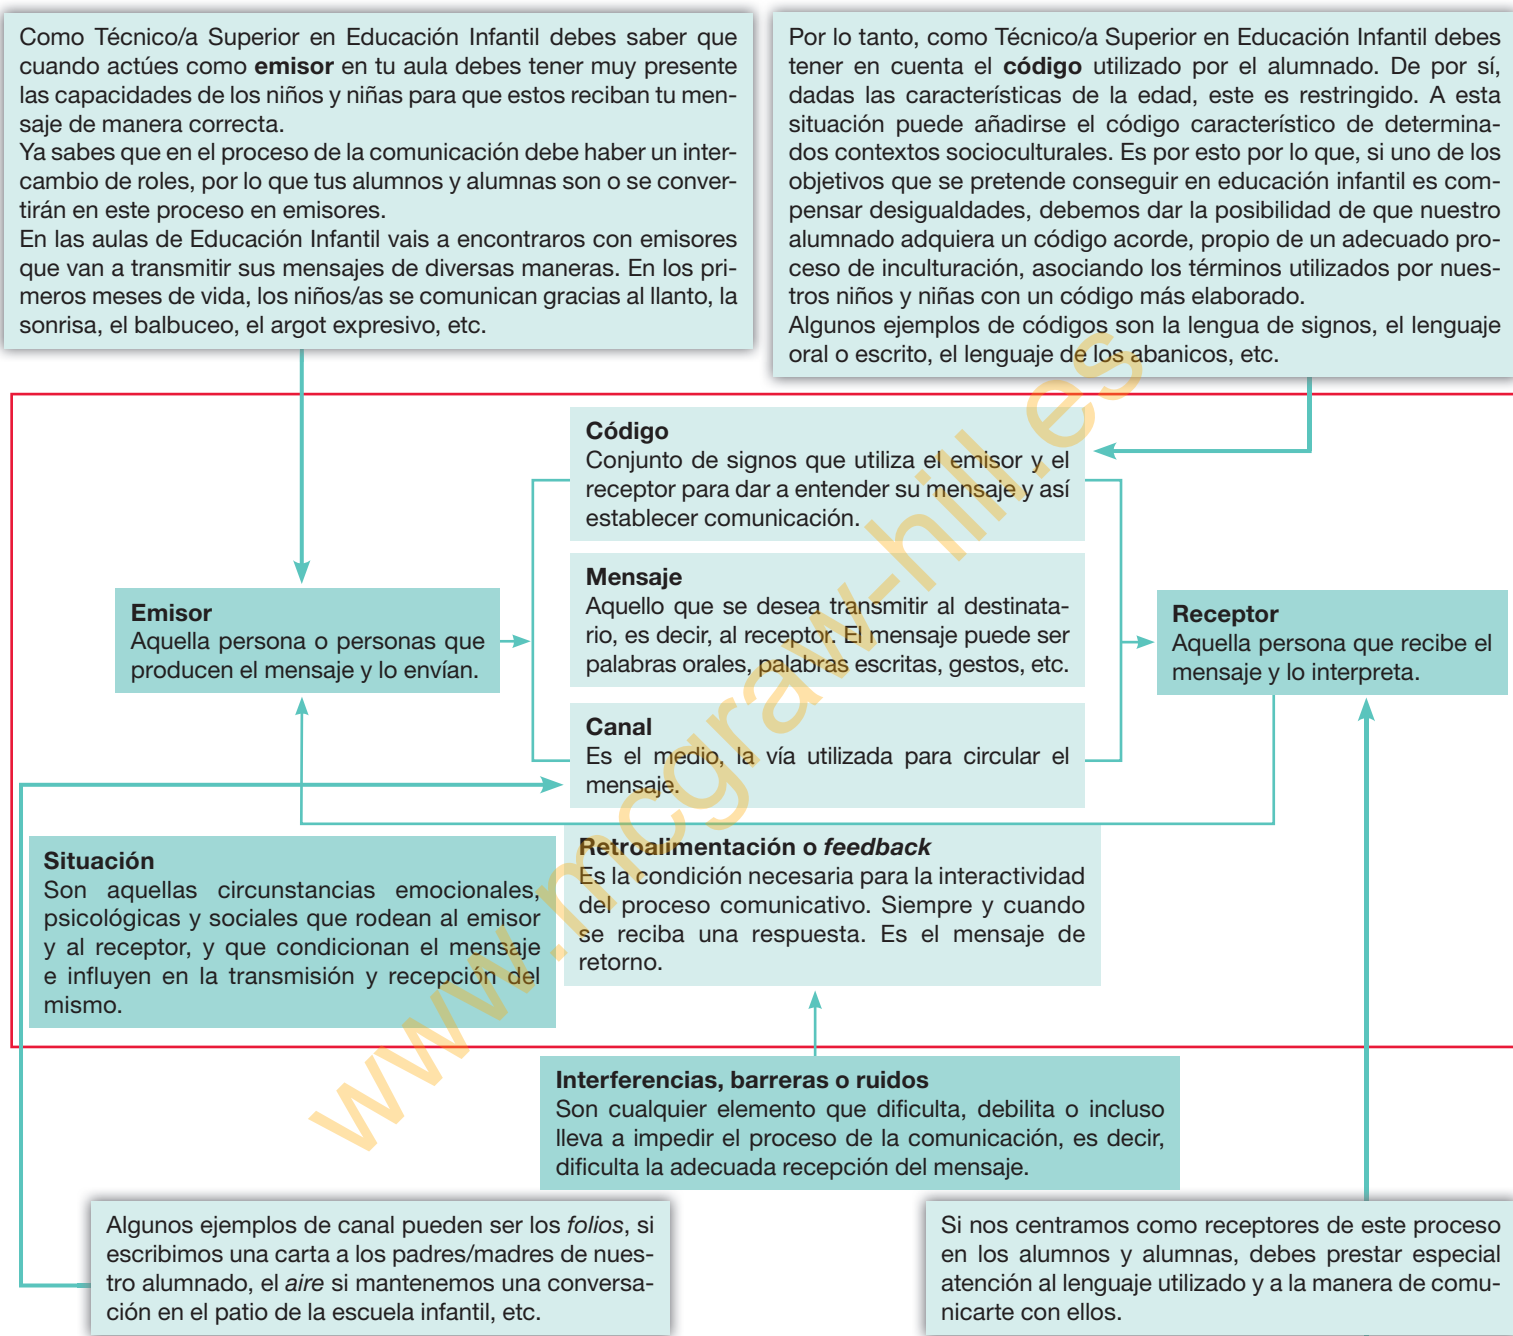 Como Técnico/a Superior en Educación Infantil debes saber que
cuando actúes como emisor en tu aula debes tener muy presente
las capacidades de los niños y niñas para que estos reciban tu men-
saje de manera correcta.
Ya sabes que en el proceso de la comunicación debe haber un inter-
cambio de roles, por lo que tus alumnos y alumnas son o se conver-
tirán en este proceso en emisores.
En las aulas de Educación Infantil vais a encontraros con emisores
que van a transmitir sus mensajes de diversas maneras. En los pri-
meros meses de vida, los niños/as se comunican gracias al llanto, la
sonrisa, el balbuceo, el argot expresivo, etc.
Por lo tanto, como Técnico/a Superior en Educación Infantil debes
tener en cuenta el código utilizado por el alumnado. De por sí,
dadas las características de la edad, este es restringido. A esta
situación puede añadirse el código característico de determina-
dos contextos socioculturales. Es por esto por lo que, si uno de los
objetivos que se pretende conseguir en educación infantil es com-
pensar desigualdades, debemos dar la posibilidad de que nuestro
alumnado adquiera un código acorde, propio de un adecuado pro-
ceso de inculturación, asociando los términos utilizados por nues-
tros niños y niñas con un código más elaborado.
Algunos ejemplos de códigos son la lengua de signos, el lenguaje
oral o escrito, el lenguaje de los abanicos, etc.
Código
Conjunto de signos que utiliza el emisor y el
receptor para dar a entender su mensaje y así
establecer comunicación.
Mensaje
Aquello que se desea transmitir al destinata-
rio, es decir, al receptor. El mensaje puede ser
palabras orales, palabras escritas, gestos, etc.
Emisor
Aquella persona o personas que
producen el mensaje y lo envían.
Receptor
Aquella persona que recibe el
mensaje y lo interpreta.
Canal
Es el medio, la vía utilizada para circular el
mensaje.
Situación
Son aquellas circunstancias emocionales,
psicológicas y sociales que rodean al emisor
y al receptor, y que condicionan el mensaje
e influyen en la transmisión y recepción del
mismo.
Retroalimentación o feedback
Es la condición necesaria para la interactividad
del proceso comunicativo. Siempre y cuando
se reciba una respuesta. Es el mensaje de
retorno.
Interferencias, barreras o ruidos
Son cualquier elemento que dificulta, debilita o incluso
lleva a impedir el proceso de la comunicación, es decir,
dificulta la adecuada recepción del mensaje.
Algunos ejemplos de canal pueden ser los folios, si
escribimos una carta a los padres/madres de nues-
tro alumnado, el aire si mantenemos una conversa-
ción en el patio de la escuela infantil, etc.
Si nos centramos como receptores de este proceso
en los alumnos y alumnas, debes prestar especial
atención al lenguaje utilizado y a la manera de comu-
nicarte con ellos.
www.mcgraw-hill.es